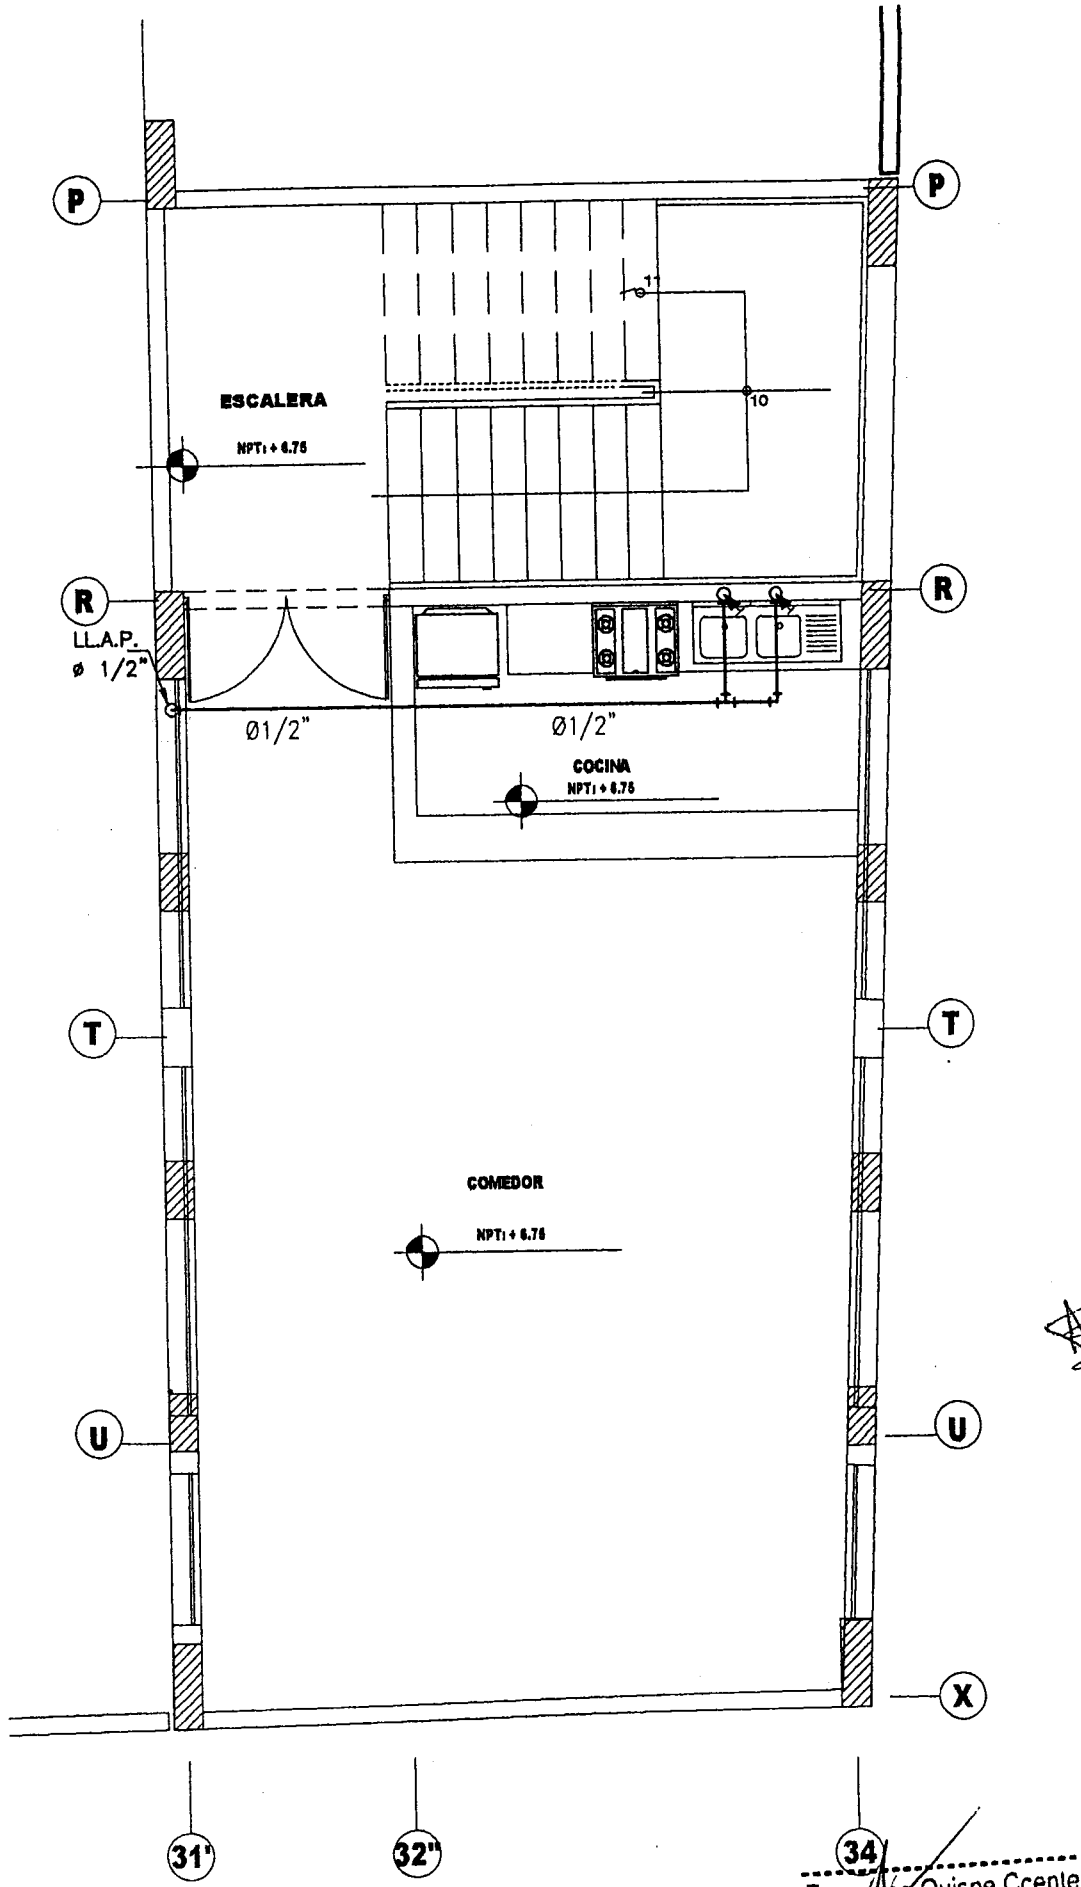 P
P
11
ESCALERA
10
NPT: + 6.75
R
R
LL.A.P.
ø 1/2"
Ø1/2"
Ø1/2"
COCINA
NPT: + 6.75
T
T
COMEDOR
NPT: + 6.75
U
U
X
31'
32"
34
Quispe Ccente